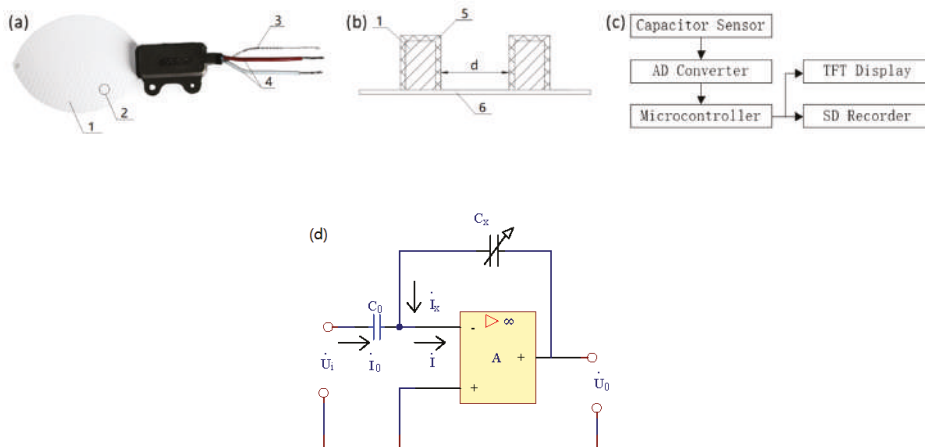 (a)
3
4
2
1
(b)
1
5
d
6
(c)
Capacitor Sensor
AD Converter
TFT Display
Microcontroller
SD Recorder
(d)
Cx
C0
İx
- ▷ ∞
U̇i
İ0
İ
A +
U̇0
+